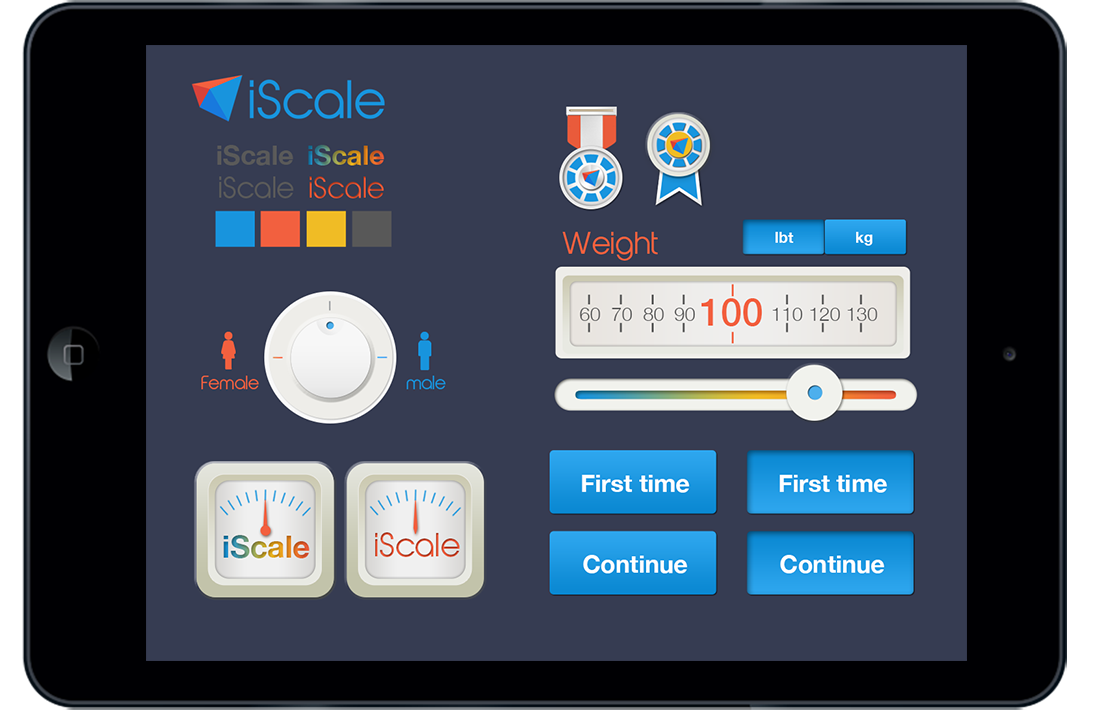 iScale
iScale iScale
iScale iScale
Female
male
iScale
iScale
Weight
lbt kg
60 70 80 90 100 110 120 130
First time First time
Continue Continue